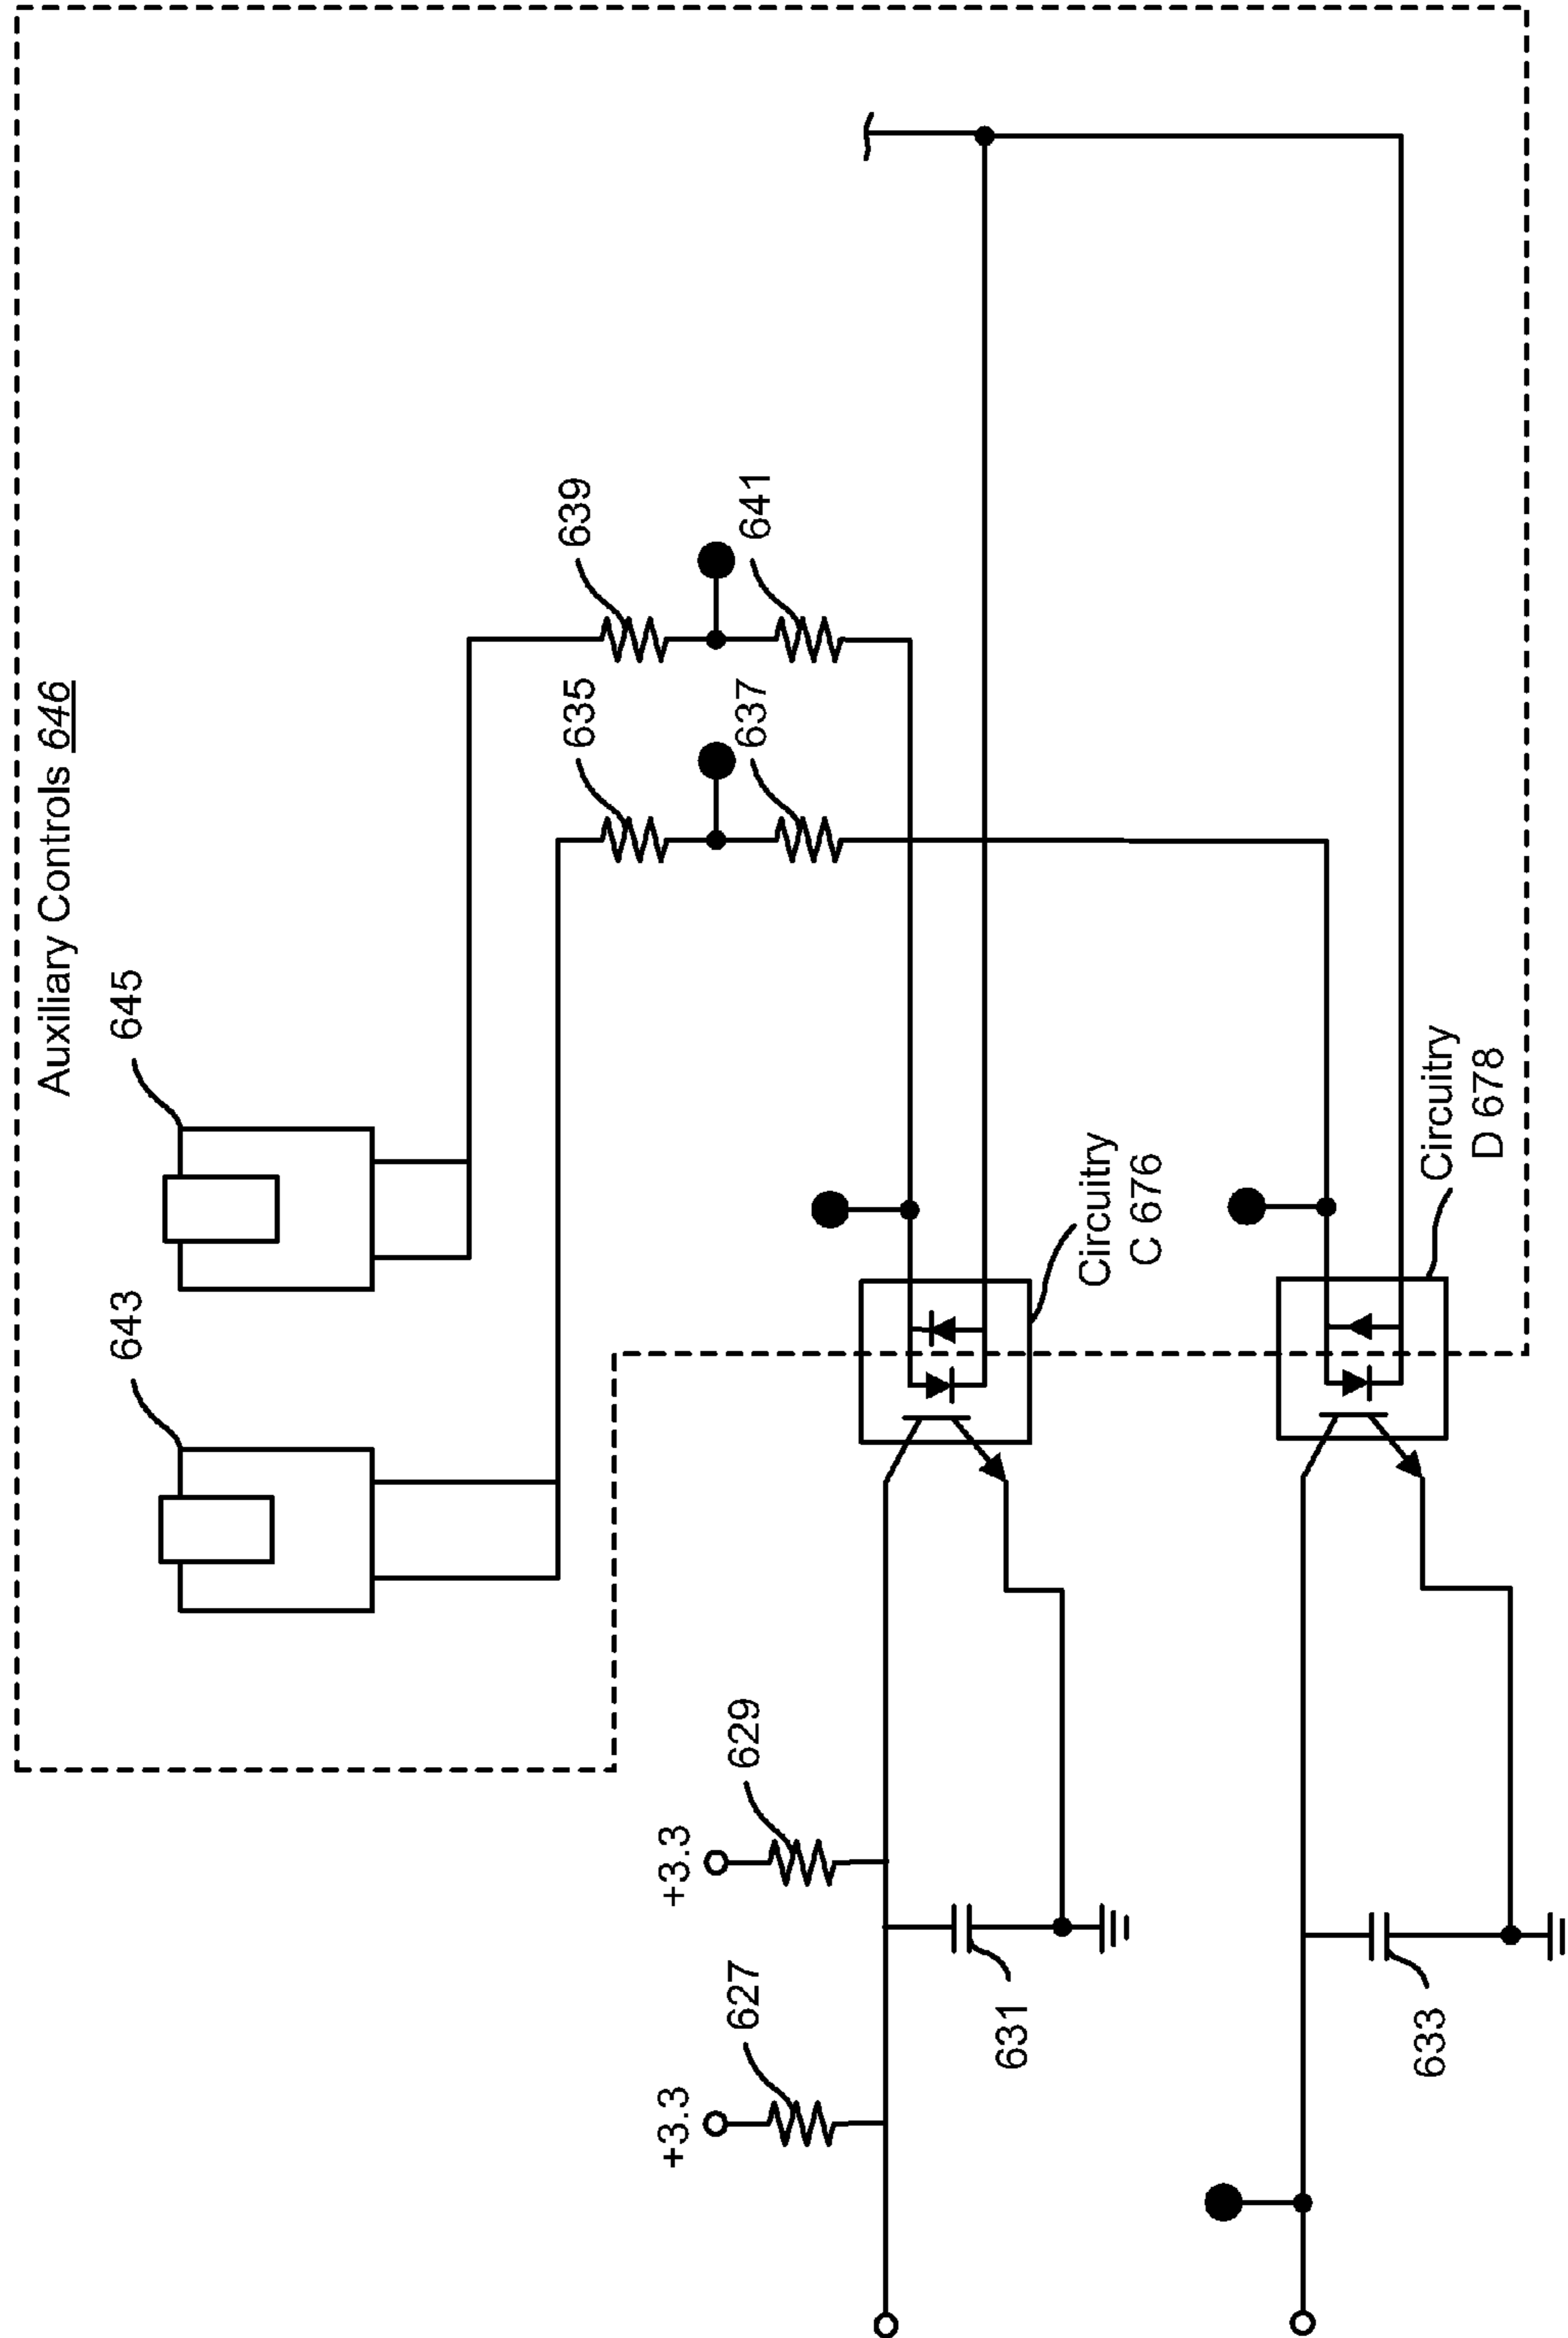 Auxiliary Controls 646
643
645
635
639
637
641
+3.3
627
+3.3
629
631
Circuitry
C 676
Circuitry
D 678
633